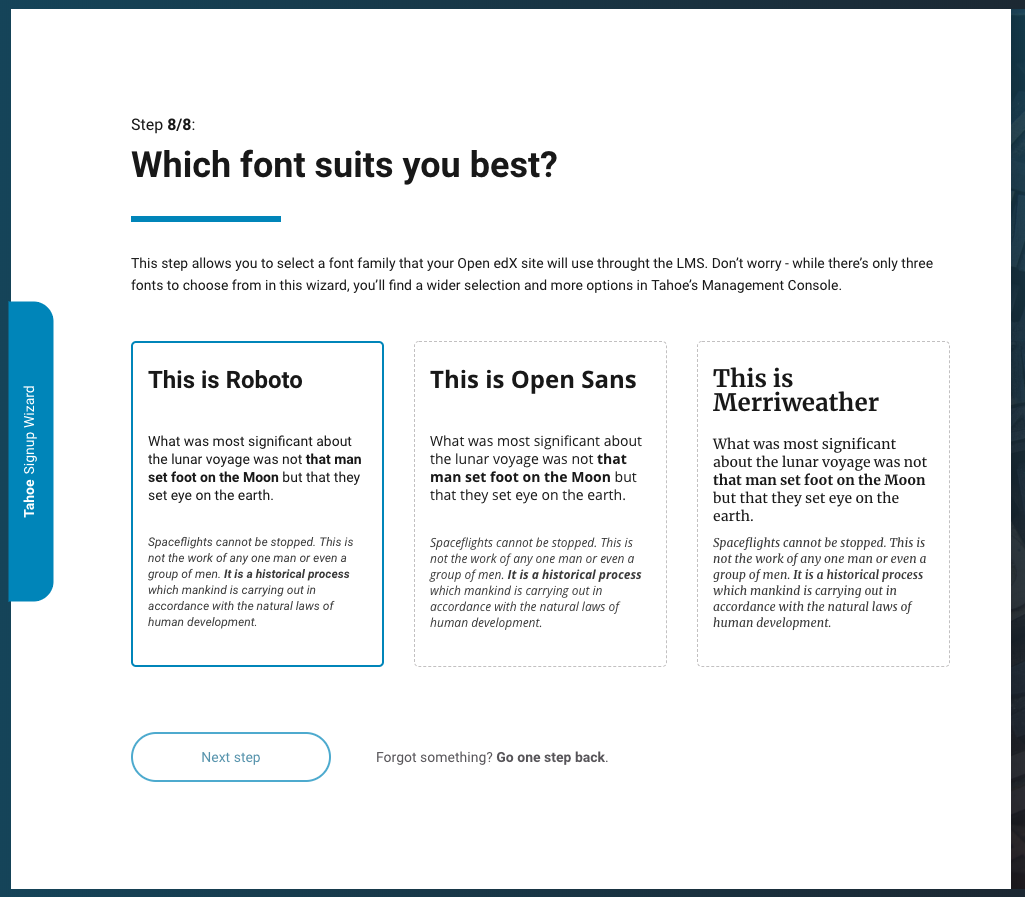 Step 8/8:
Which font suits you best?
This step allows you to select a font family that your Open edX site will use throught the LMS. Don’t worry - while there’s only three
fonts to choose from in this wizard, you’ll find a wider selection and more options in Tahoe’s Management Console.
Tahoe Signup Wizard
This is Roboto
What was most significant about
the lunar voyage was not that man
set foot on the Moon but that they
set eye on the earth.
Spaceflights cannot be stopped. This is
not the work of any one man or even a
group of men. It is a historical process
which mankind is carrying out in
accordance with the natural laws of
human development.
This is Open Sans
What was most significant about
the lunar voyage was not that
man set foot on the Moon but
that they set eye on the earth.
Spaceflights cannot be stopped. This is
not the work of any one man or even a
group of men. It is a historical process
which mankind is carrying out in
accordance with the natural laws of
human development.
This is
Merriweather
What was most significant
about the lunar voyage was not
that man set foot on the Moon
but that they set eye on the
earth.
Spaceflights cannot be stopped. This is
not the work of any one man or even a
group of men. It is a historical process
which mankind is carrying out in
accordance with the natural laws of
human development.
Next step
Forgot something? Go one step back.